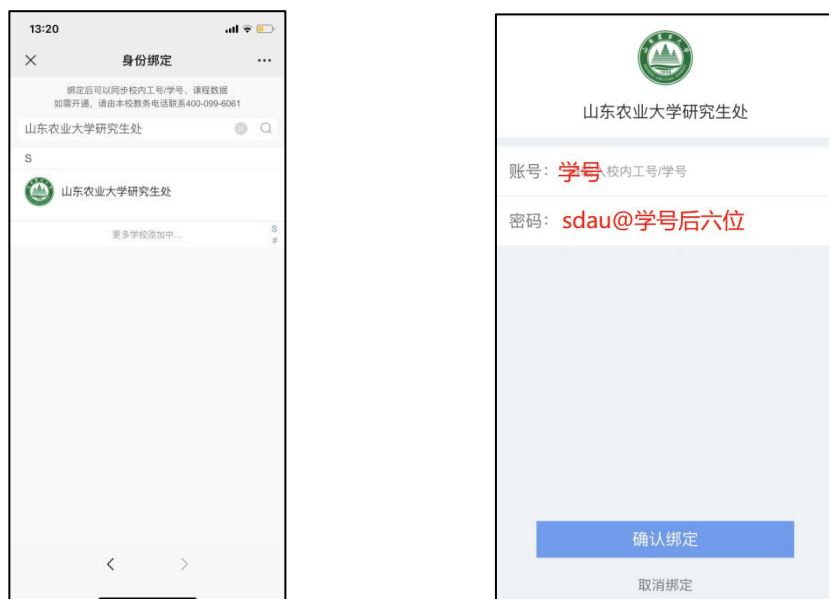 13:20
身份绑定
绑定后可以同步校内工号/学号、课程数据
如需开通，请由本校教务电话联系400-099-6061
山东农业大学研究生处
S
山东农业大学研究生处
更多学校添加中...
S
#
山东农业大学研究生处
账号：学号 入校内工号/学号
密码：sdau@学号后六位
确认绑定
取消绑定